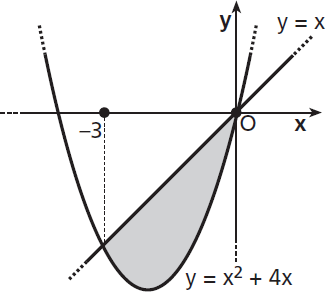 y
y = x
−3
O
x
y = x² + 4x